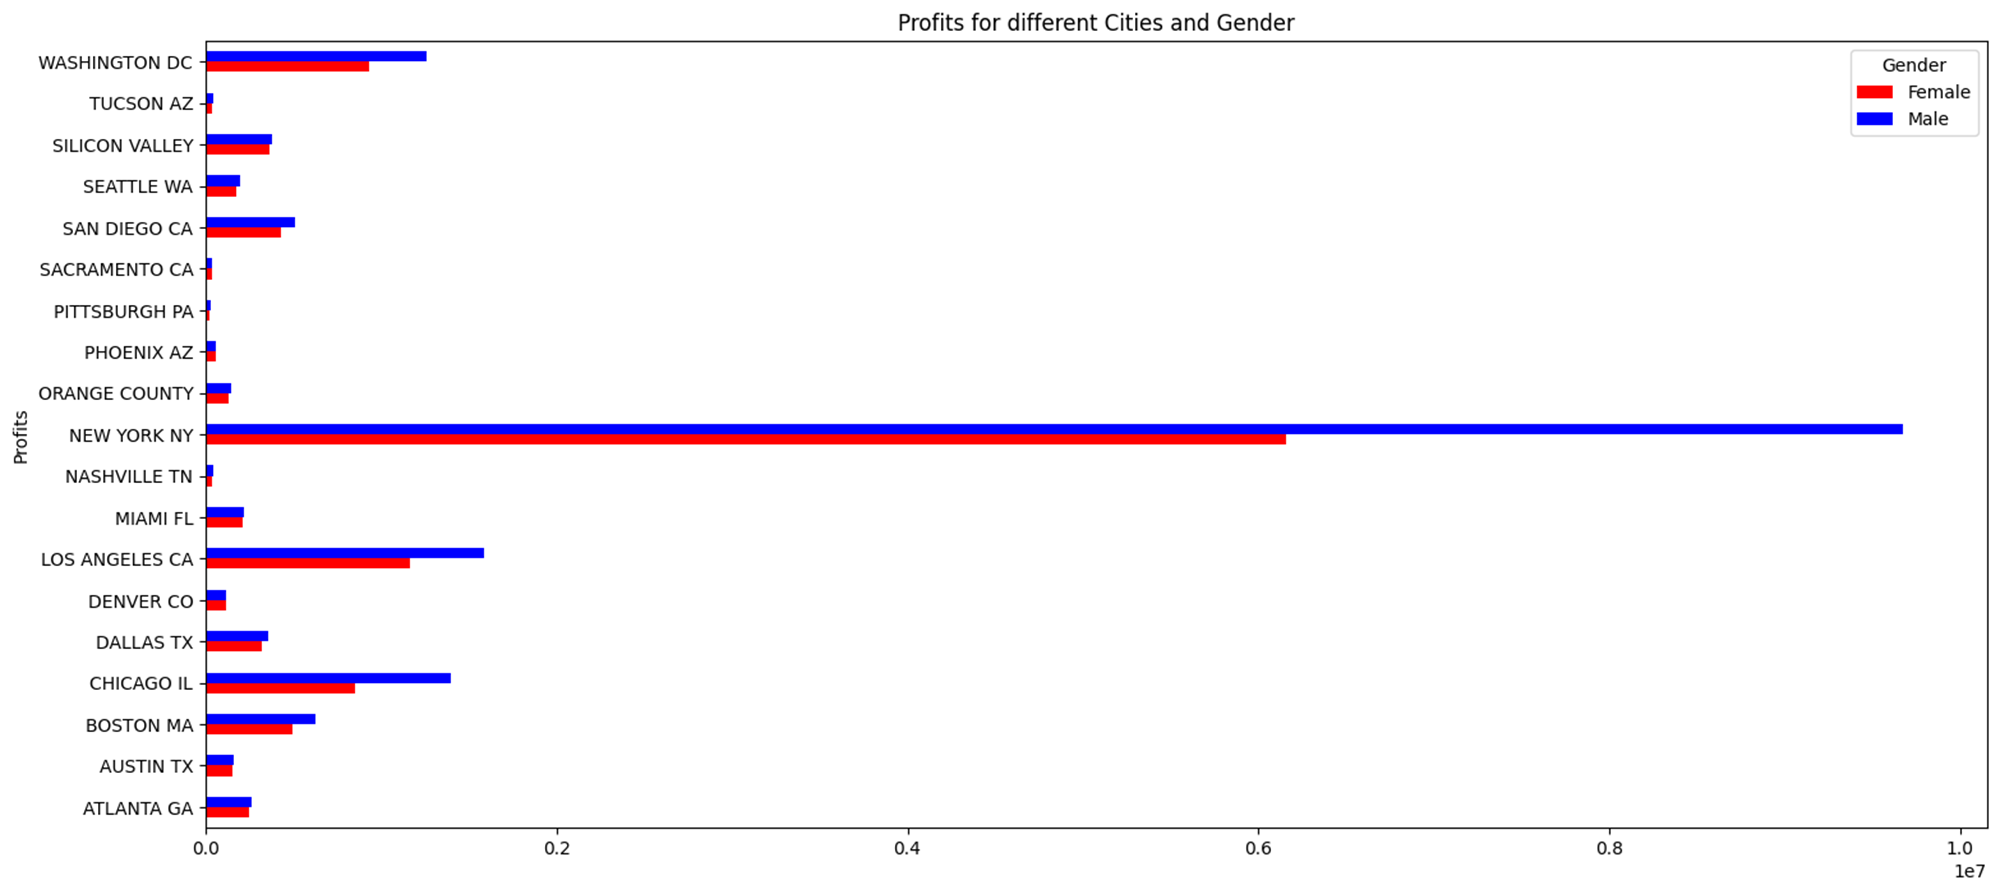 Profits for different Cities and Gender
WASHINGTON DC
TUCSON AZ
SILICON VALLEY
SEATTLE WA
SAN DIEGO CA
SACRAMENTO CA
PITTSBURGH PA
PHOENIX AZ
ORANGE COUNTY
NEW YORK NY
NASHVILLE TN
MIAMI FL
LOS ANGELES CA
DENVER CO
DALLAS TX
CHICAGO IL
BOSTON MA
AUSTIN TX
ATLANTA GA
Profits
Gender
Female
Male
0.0 0.2 0.4 0.6 0.8 1.0
1e7